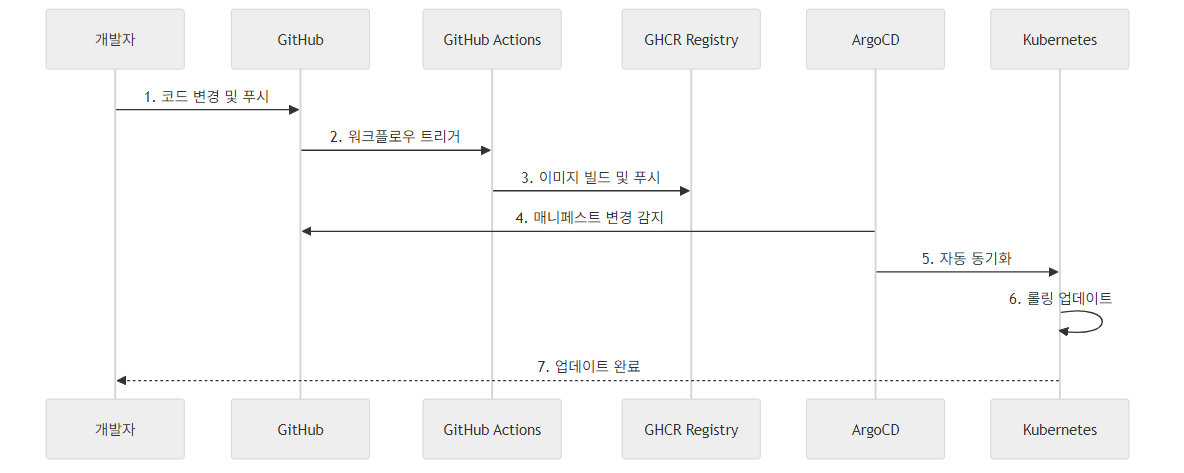 개발자
GitHub
GitHub Actions
GHCR Registry
ArgoCD
Kubernetes
1. 코드 변경 및 푸시
2. 워크플로우 트리거
3. 이미지 빌드 및 푸시
4. 매니페스트 변경 감지
5. 자동 동기화
6. 롤링 업데이트
7. 업데이트 완료
개발자
GitHub
GitHub Actions
GHCR Registry
ArgoCD
Kubernetes